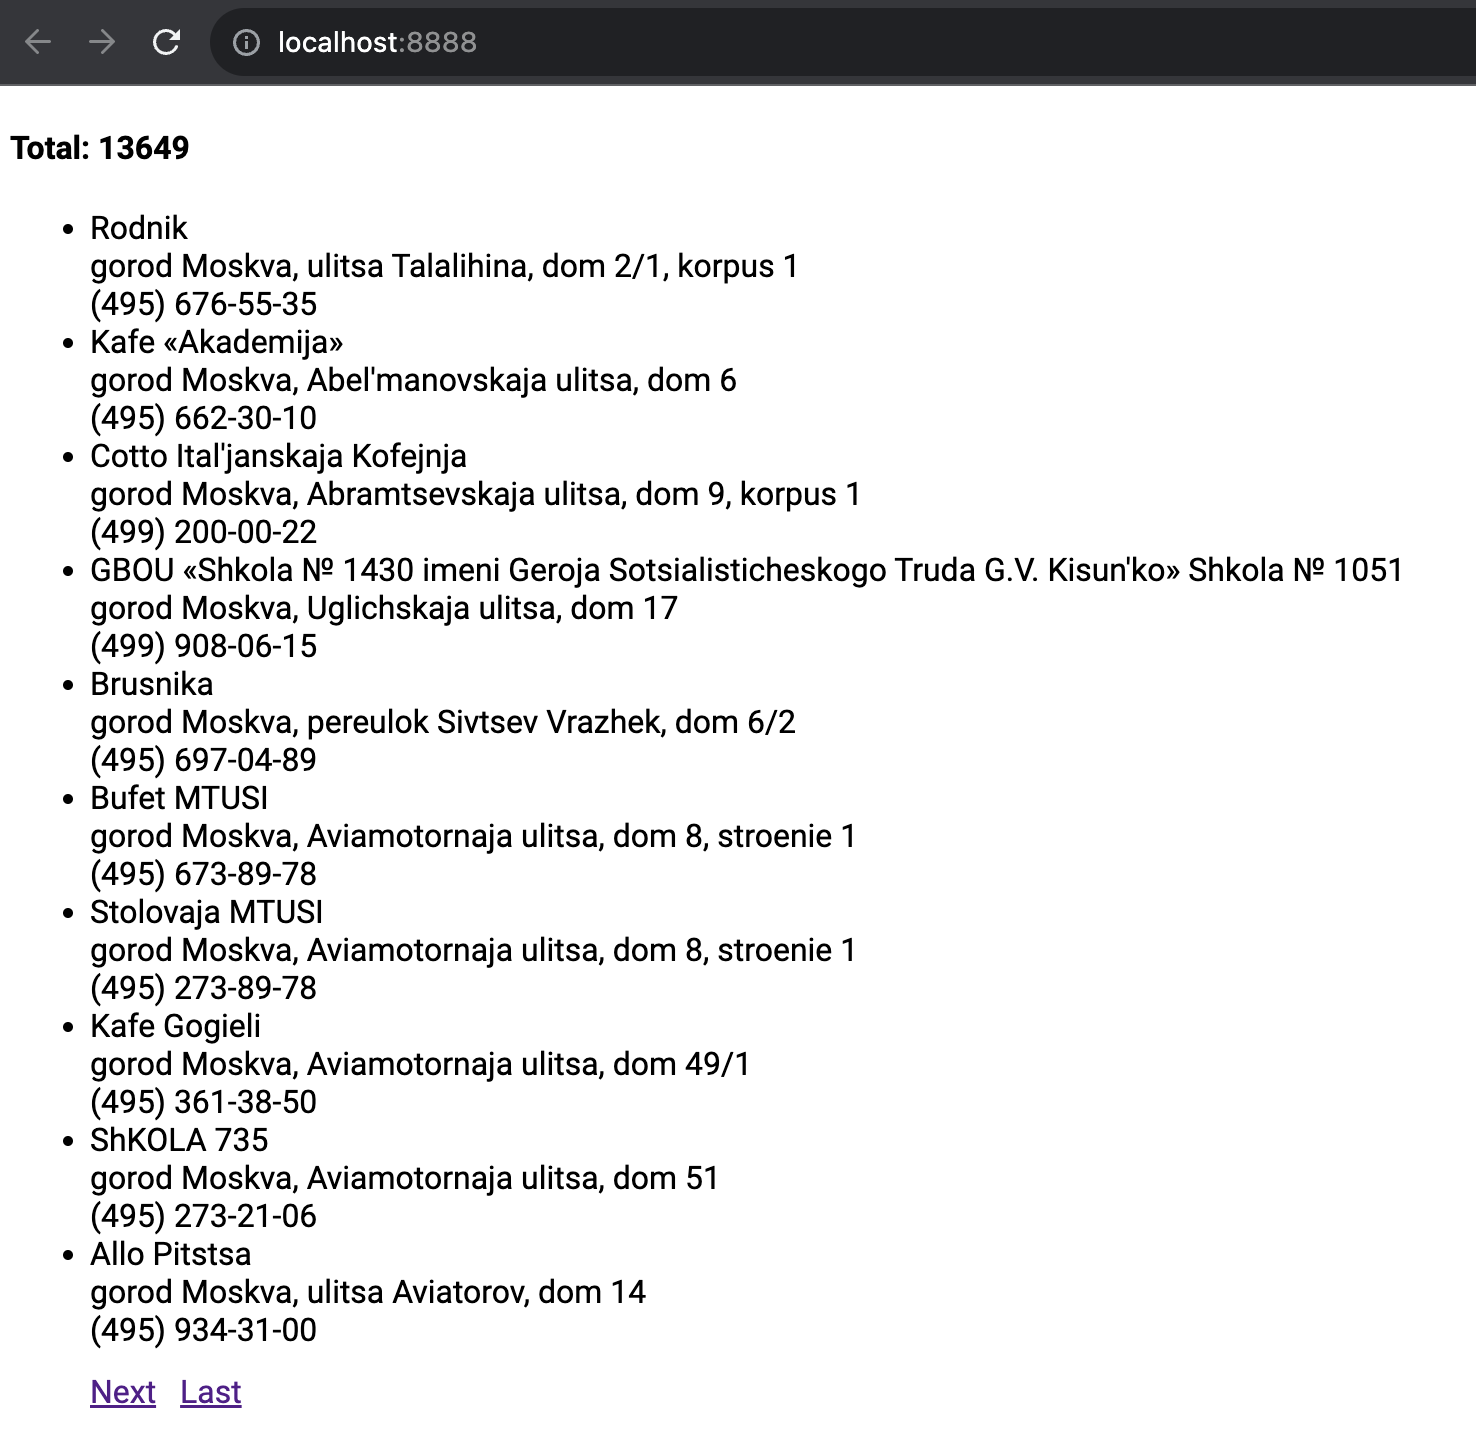 localhost:8888
Total: 13649
Rodnik
gorod Moskva, ulitsa Talalihina, dom 2/1, korpus 1
(495) 676-55-35
Kafe «Akademija»
gorod Moskva, Abel'manovskaja ulitsa, dom 6
(495) 662-30-10
Cotto Ital'janskaja Kofejnja
gorod Moskva, Abramtsevskaja ulitsa, dom 9, korpus 1
(499) 200-00-22
GBOU «Shkola № 1430 imeni Geroja Sotsialisticheskogo Truda G.V. Kisun'ko» Shkola № 1051
gorod Moskva, Uglichskaja ulitsa, dom 17
(499) 908-06-15
Brusnika
gorod Moskva, pereulok Sivtsev Vrazhek, dom 6/2
(495) 697-04-89
Bufet MTUSI
gorod Moskva, Aviamotornaja ulitsa, dom 8, stroenie 1
(495) 673-89-78
Stolovaja MTUSI
gorod Moskva, Aviamotornaja ulitsa, dom 8, stroenie 1
(495) 273-89-78
Kafe Gogieli
gorod Moskva, Aviamotornaja ulitsa, dom 49/1
(495) 361-38-50
ShKOLA 735
gorod Moskva, Aviamotornaja ulitsa, dom 51
(495) 273-21-06
Allo Pitstsa
gorod Moskva, ulitsa Aviatorov, dom 14
(495) 934-31-00
Next Last